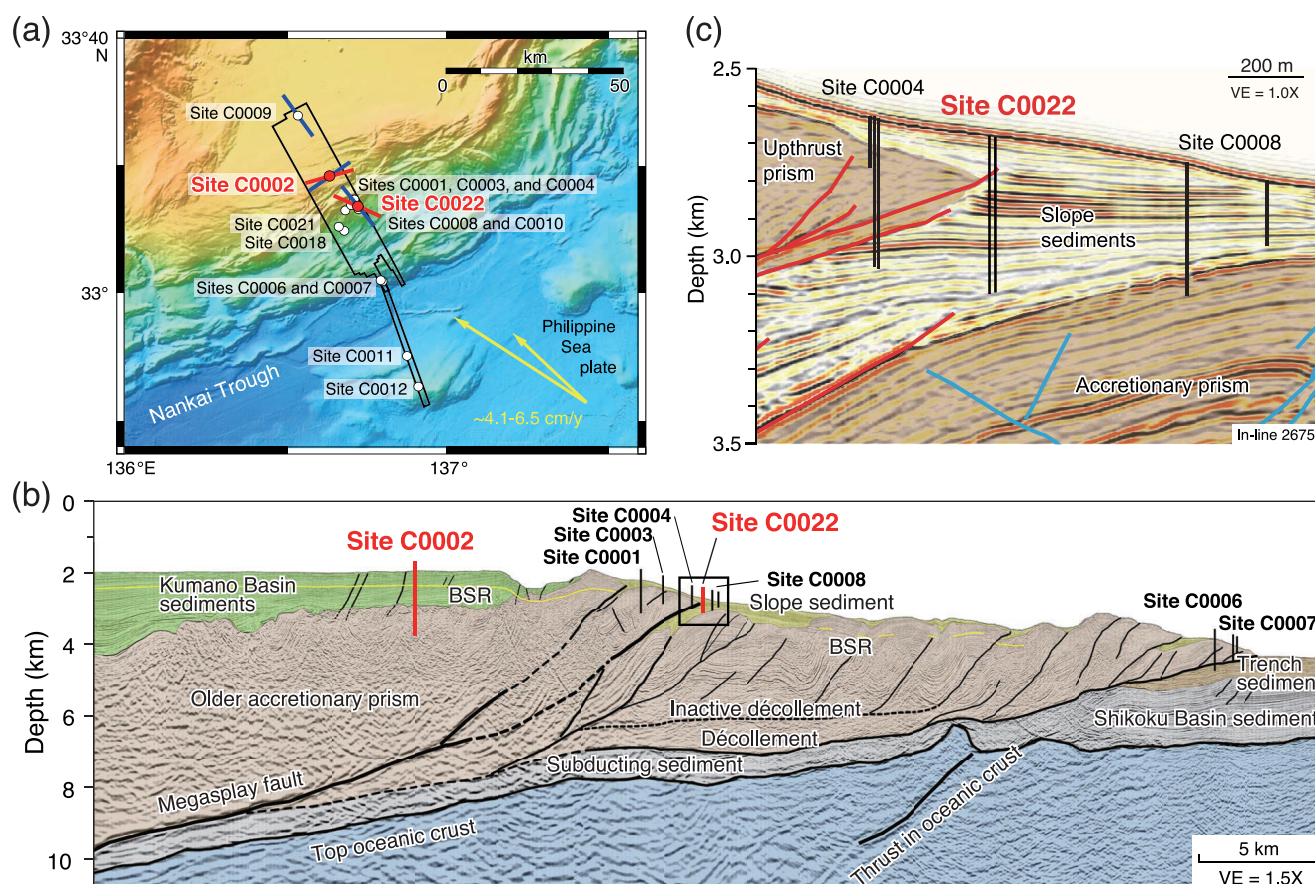 (a)
33°40'
N
km
0
50
Site C0009
Site C0002
Sites C0001, C0003, and C0004
Site C0022
Site C0021
Sites C0008 and C0010
Site C0018
33°
Sites C0006 and C0007
Philippine
Sea
plate
Site C0011
Site C0012
Nankai Trough
~4.1-6.5 cm/y
136°E
137°
(c)
2.5
200 m
VE = 1.0X
Site C0004
Site C0022
Site C0008
Upthrust
prism
Slope
sediments
Depth (km)
3.0
Accretionary prism
3.5
In-line 2675
(b)
0
2
4
6
8
10
Depth (km)
Site C0002
Site C0004
Site C0003
Site C0001
Site C0022
Site C0008
Slope sediment
Kumano Basin
sediments
BSR
BSR
Site C0006
Site C0007
Trench
sediment
Older accretionary prism
Inactive décollement
Shikoku Basin sediment
Décollement
Subducting sediment
Megasplay fault
Top oceanic crust
Thrust in oceanic crust
5 km
VE = 1.5X